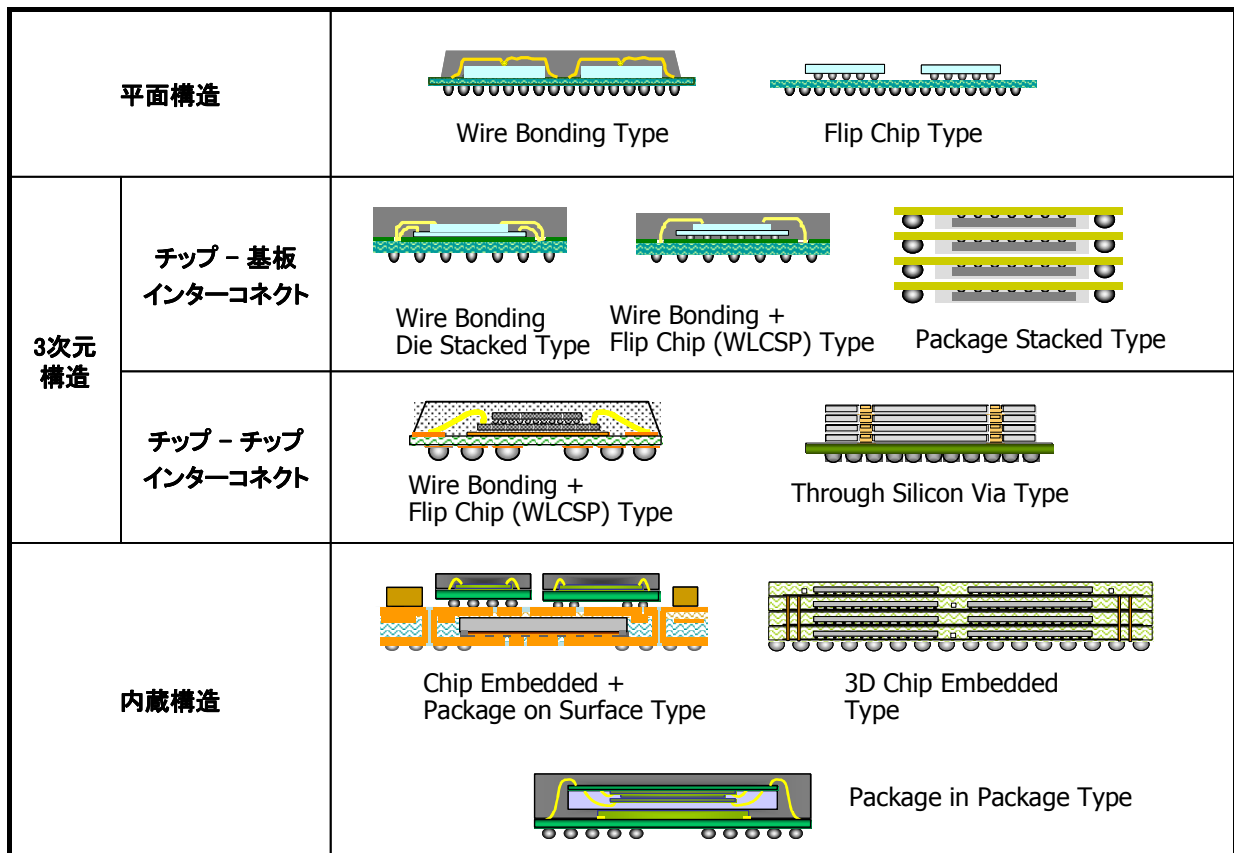 平面構造
Wire Bonding Type
Flip Chip Type
3次元
構造
チップ − 基板
インターコネクト
Wire Bonding
Die Stacked Type
Wire Bonding +
Flip Chip (WLCSP) Type
Package Stacked Type
チップ − チップ
インターコネクト
Wire Bonding +
Flip Chip (WLCSP) Type
Through Silicon Via Type
内蔵構造
Chip Embedded +
Package on Surface Type
3D Chip Embedded
Type
Package in Package Type